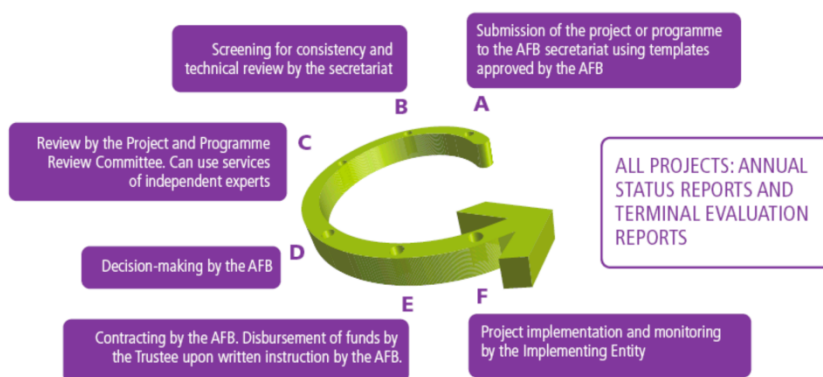 Submission of the project or programme
to the AFB secretariat using templates
approved by the AFB
A
Screening for consistency and
technical review by the secretariat
B
Review by the Project and Programme
Review Committee. Can use services
of independent experts
C
Decision-making by the AFB
D
Contracting by the AFB. Disbursement of funds by
the Trustee upon written instruction by the AFB.
E
Project implementation and monitoring
by the Implementing Entity
F
ALL PROJECTS: ANNUAL
STATUS REPORTS AND
TERMINAL EVALUATION
REPORTS